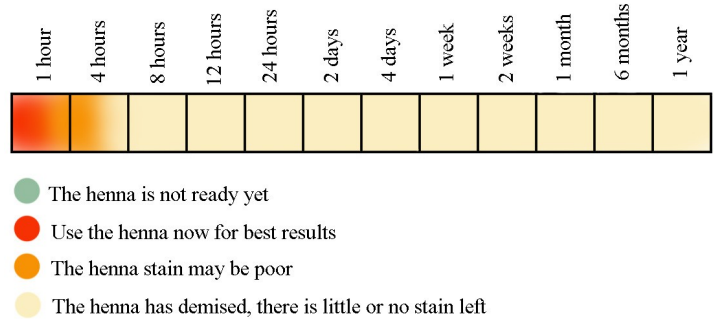 1 hour
4 hours
8 hours
12 hours
24 hours
2 days
4 days
1 week
2 weeks
1 month
6 months
1 year
The henna is not ready yet
Use the henna now for best results
The henna stain may be poor
The henna has demised, there is little or no stain left